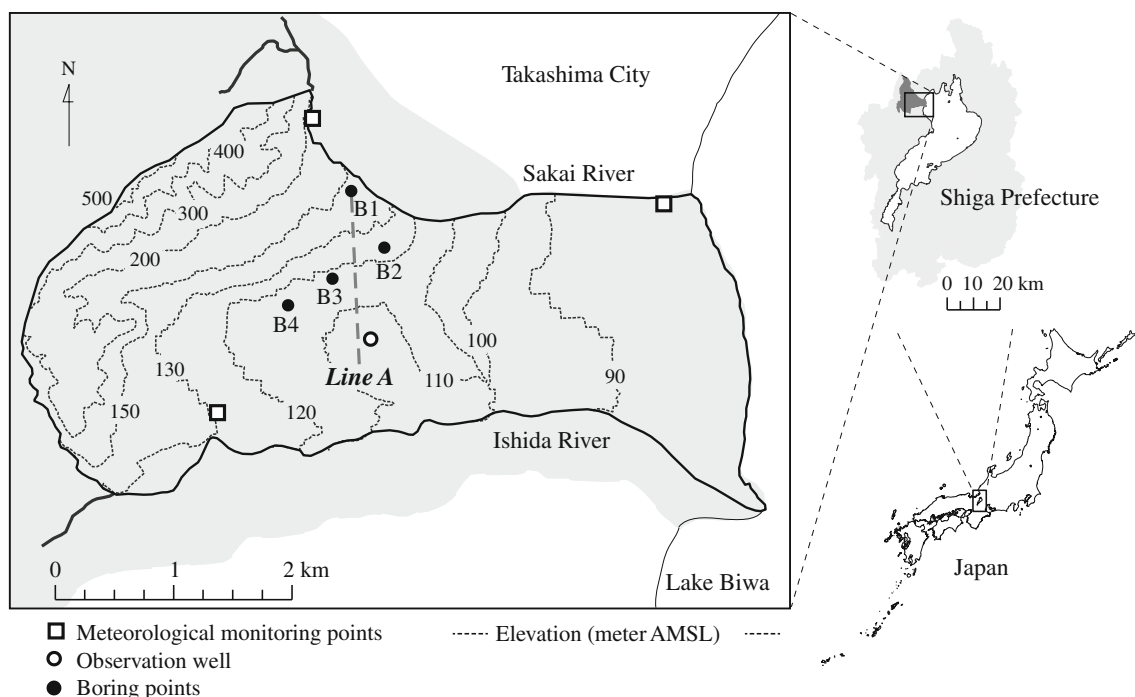 N
Takashima City
400
Sakai River
500
300
B1
Shiga Prefecture
200
B2
B3
0 10 20 km
B4
100
130
Line A
110
90
150
120
Ishida River
0 1 2 km
Lake Biwa
Japan
Meteorological monitoring points
Elevation (meter AMSL)
Observation well
Boring points